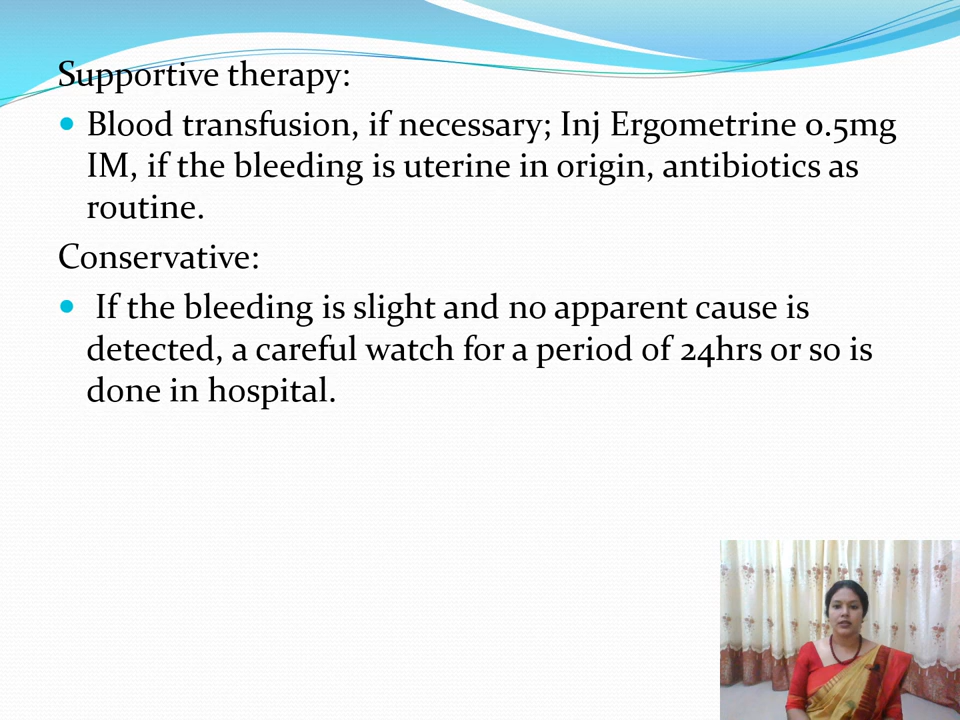 Supportive therapy:
• Blood transfusion, if necessary; Inj Ergometrine 0.5mg
IM, if the bleeding is uterine in origin, antibiotics as
routine.
Conservative:
• If the bleeding is slight and no apparent cause is
detected, a careful watch for a period of 24hrs or so is
done in hospital.